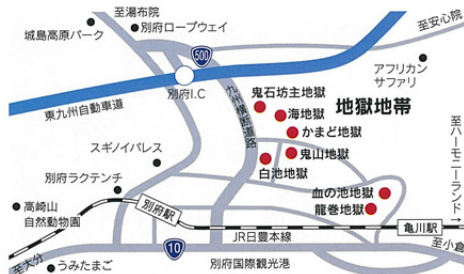 至湯布院
別府ロープウェイ
城島高原パーク
500
至安心院
アフリカン
サファリ
別府I.C
東九州自動車道
九州横断道路
鬼石坊主地獄
地獄地帯
海地獄
かまど地獄
鬼山地獄
白池地獄
スギノイパレス
至ハーモニーランド
別府ラクテンチ
血の池地獄
龍巻地獄
高崎山
自然動物園
別府駅
亀川駅
JR日豊本線
10
至大分
うみたまご
別府国際観光港
至小倉